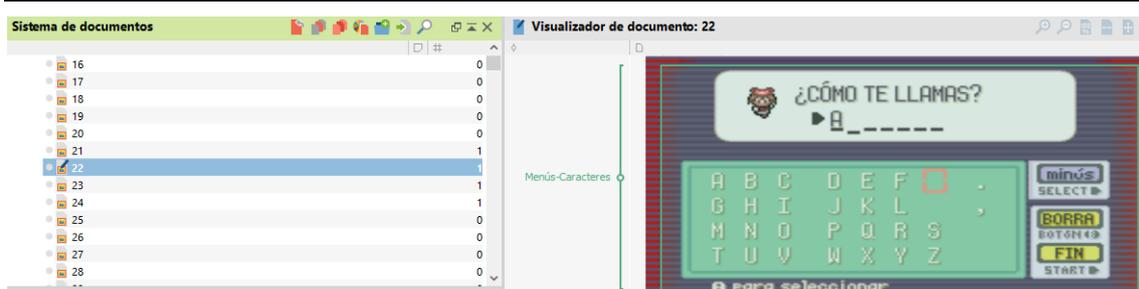 Sistema de documentos
#
16 0
17 0
18 0
19 0
20 0
21 1
22 1
23 1
24 1
25 0
26 0
27 0
28 0
Visualizador de documento: 22
Menús-Caracteres
¿CÓMO TE LLAMAS?
A______
A B C D E F .
G H I J K L ,
M N O P Q R S
T U V W X Y Z
minús
SELECT
BORRA
BOTÓN B
FIN
START
A para seleccionar